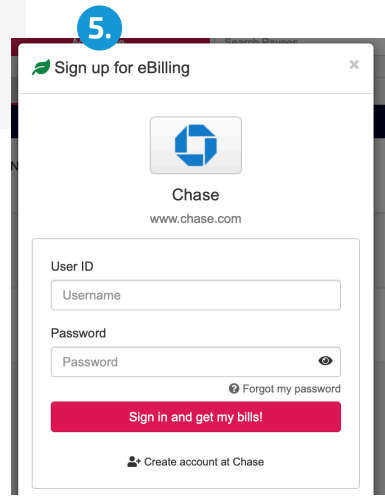 5.
Search Payees
Sign up for eBilling
×
Chase
www.chase.com
User ID
Username
Password
Password
Forgot my password
Sign in and get my bills!
Create account at Chase